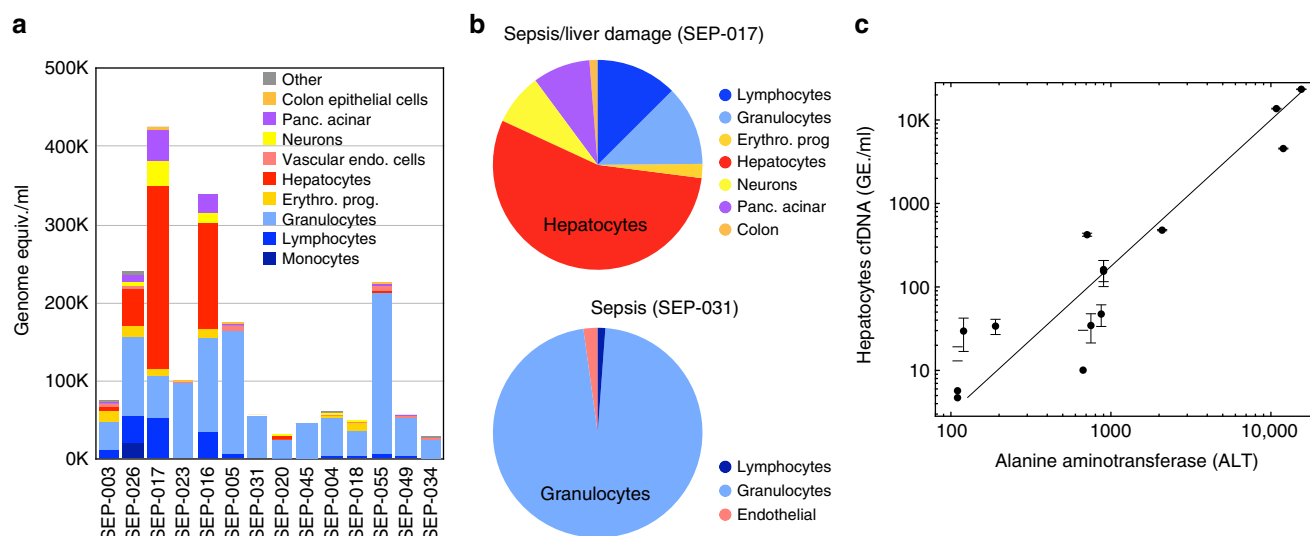 a
500K
400K
300K
200K
100K
0K
Genome equiv./ml
Other
Colon epithelial cells
Panc. acinar
Neurons
Vascular endo. cells
Hepatocytes
Erythro. prog.
Granulocytes
Lymphocytes
Monocytes
SEP-003
SEP-026
SEP-017
SEP-023
SEP-016
SEP-005
SEP-031
SEP-020
SEP-045
SEP-004
SEP-018
SEP-055
SEP-049
SEP-034
b
Sepsis/liver damage (SEP-017)
Hepatocytes
Lymphocytes
Granulocytes
Erythro. prog
Hepatocytes
Neurons
Panc. acinar
Colon
Sepsis (SEP-031)
Granulocytes
Lymphocytes
Granulocytes
Endothelial
c
Hepatocytes cfDNA (GE./ml)
10K
1000
100
10
100
1000
10,000
Alanine aminotransferase (ALT)